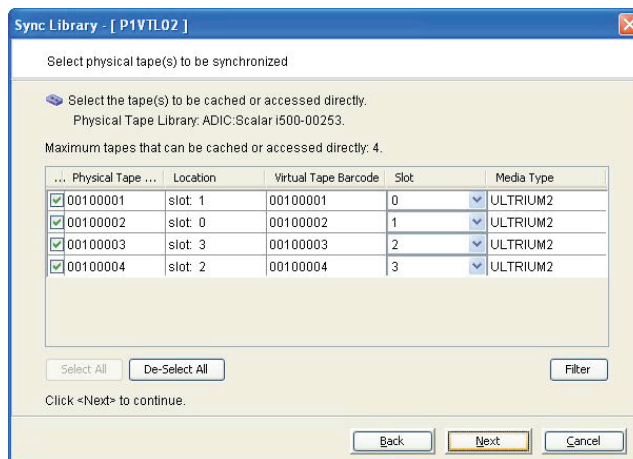 Sync Library - [ P1VTL02 ]
Select physical tape(s) to be synchronized
Select the tape(s) to be cached or accessed directly.
Physical Tape Library: ADIC:Scalar i500-00253.
Maximum tapes that can be cached or accessed directly: 4.
... Physical Tape ... Location Virtual Tape Barcode Slot Media Type
00100001 slot: 1 00100001 0 ULTRIUM2
00100002 slot: 0 00100002 1 ULTRIUM2
00100003 slot: 3 00100003 2 ULTRIUM2
00100004 slot: 2 00100004 3 ULTRIUM2
Select All De-Select All Filter
Click <Next> to continue.
Back Next Cancel